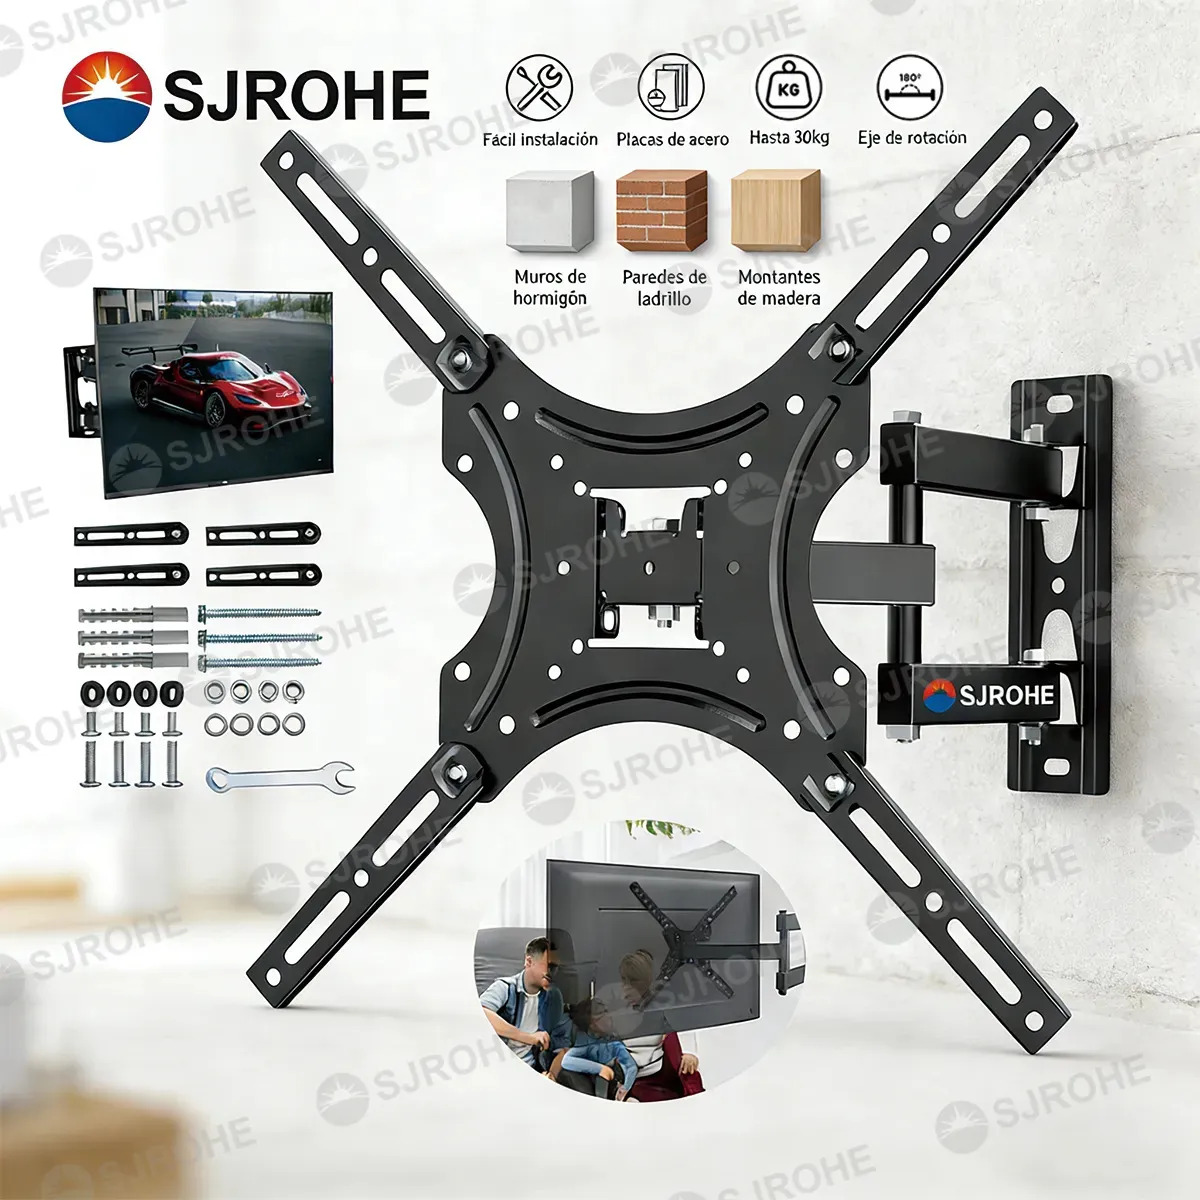 SJROHE
KG
180°
Fácil instalación
Placas de acero
Hasta 30kg
Eje de rotación
Muros de
hormigón
Paredes de
ladrillo
Montantes
de madera
SJROHE